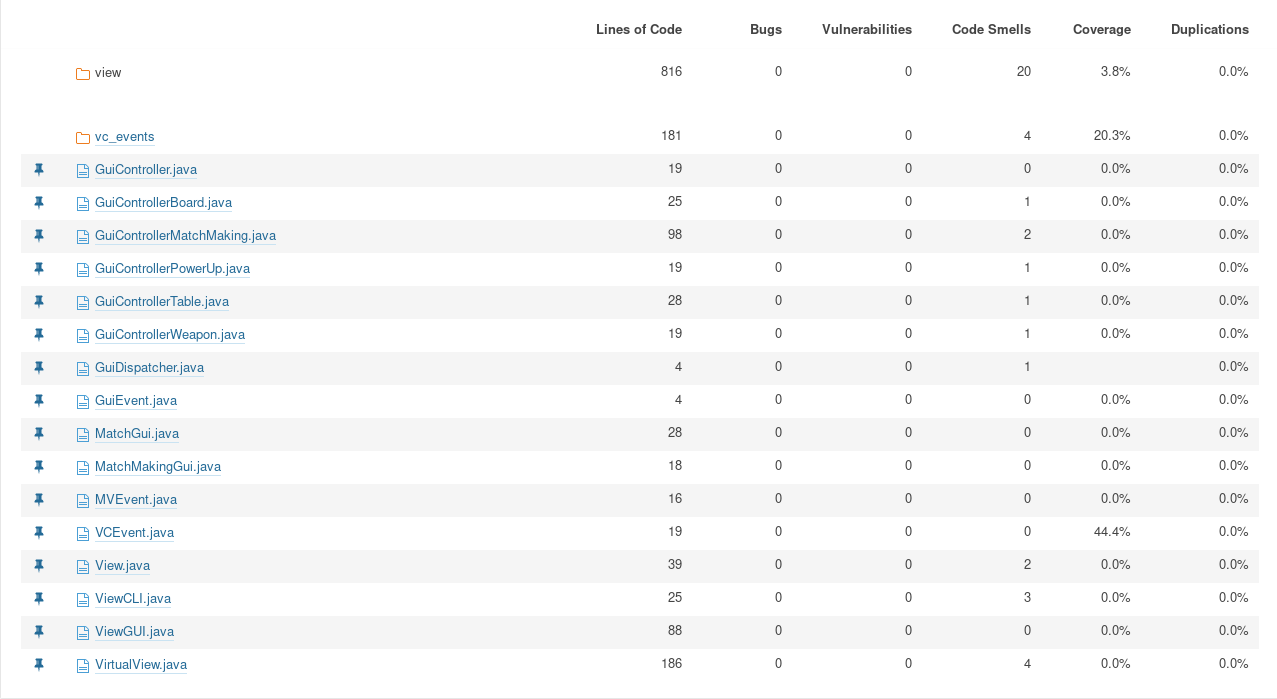 Lines of Code Bugs Vulnerabilities Code Smells Coverage Duplications
view 816 0 0 20 3.8% 0.0%
vc_events 181 0 0 4 20.3% 0.0%
GuiController.java 19 0 0 0 0.0% 0.0%
GuiControllerBoard.java 25 0 0 1 0.0% 0.0%
GuiControllerMatchMaking.java 98 0 0 2 0.0% 0.0%
GuiControllerPowerUp.java 19 0 0 1 0.0% 0.0%
GuiControllerTable.java 28 0 0 1 0.0% 0.0%
GuiControllerWeapon.java 19 0 0 1 0.0% 0.0%
GuiDispatcher.java 4 0 0 1 0.0%
GuiEvent.java 4 0 0 0 0.0% 0.0%
MatchGui.java 28 0 0 0 0.0% 0.0%
MatchMakingGui.java 18 0 0 0 0.0% 0.0%
MVEvent.java 16 0 0 0 0.0% 0.0%
VCEvent.java 19 0 0 0 44.4% 0.0%
View.java 39 0 0 2 0.0% 0.0%
ViewCLI.java 25 0 0 3 0.0% 0.0%
ViewGUI.java 88 0 0 0 0.0% 0.0%
VirtualView.java 186 0 0 4 0.0% 0.0%